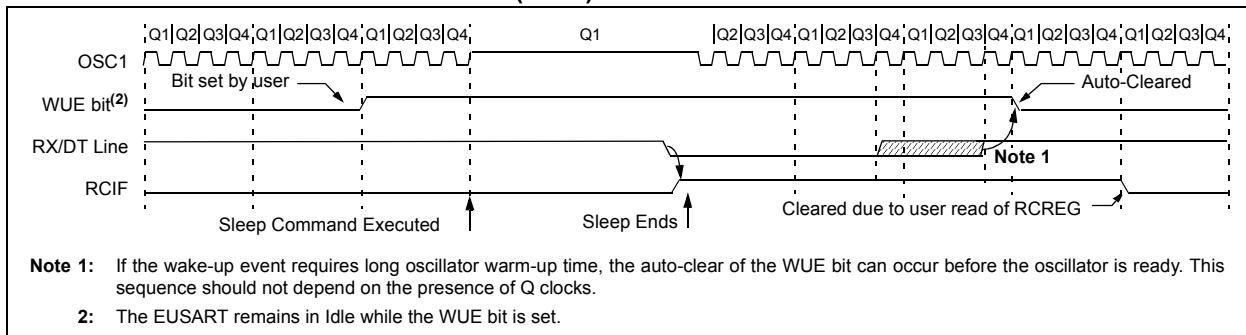 Q1 Q2 Q3 Q4 Q1 Q2 Q3 Q4 Q1 Q2 Q3 Q4 Q1 Q2 Q3 Q4 Q1 Q2 Q3 Q4 Q1 Q2 Q3 Q4 Q1 Q2 Q3 Q4 Q1 Q2 Q3 Q4
OSC1
Bit set by user
Auto-Cleared
WUE bit(2)
RX/DT Line
Note 1
RCIF
Cleared due to user read of RCREG
Sleep Command Executed
Sleep Ends
Note 1: If the wake-up event requires long oscillator warm-up time, the auto-clear of the WUE bit can occur before the oscillator is ready. This
sequence should not depend on the presence of Q clocks.
2: The EUSART remains in Idle while the WUE bit is set.